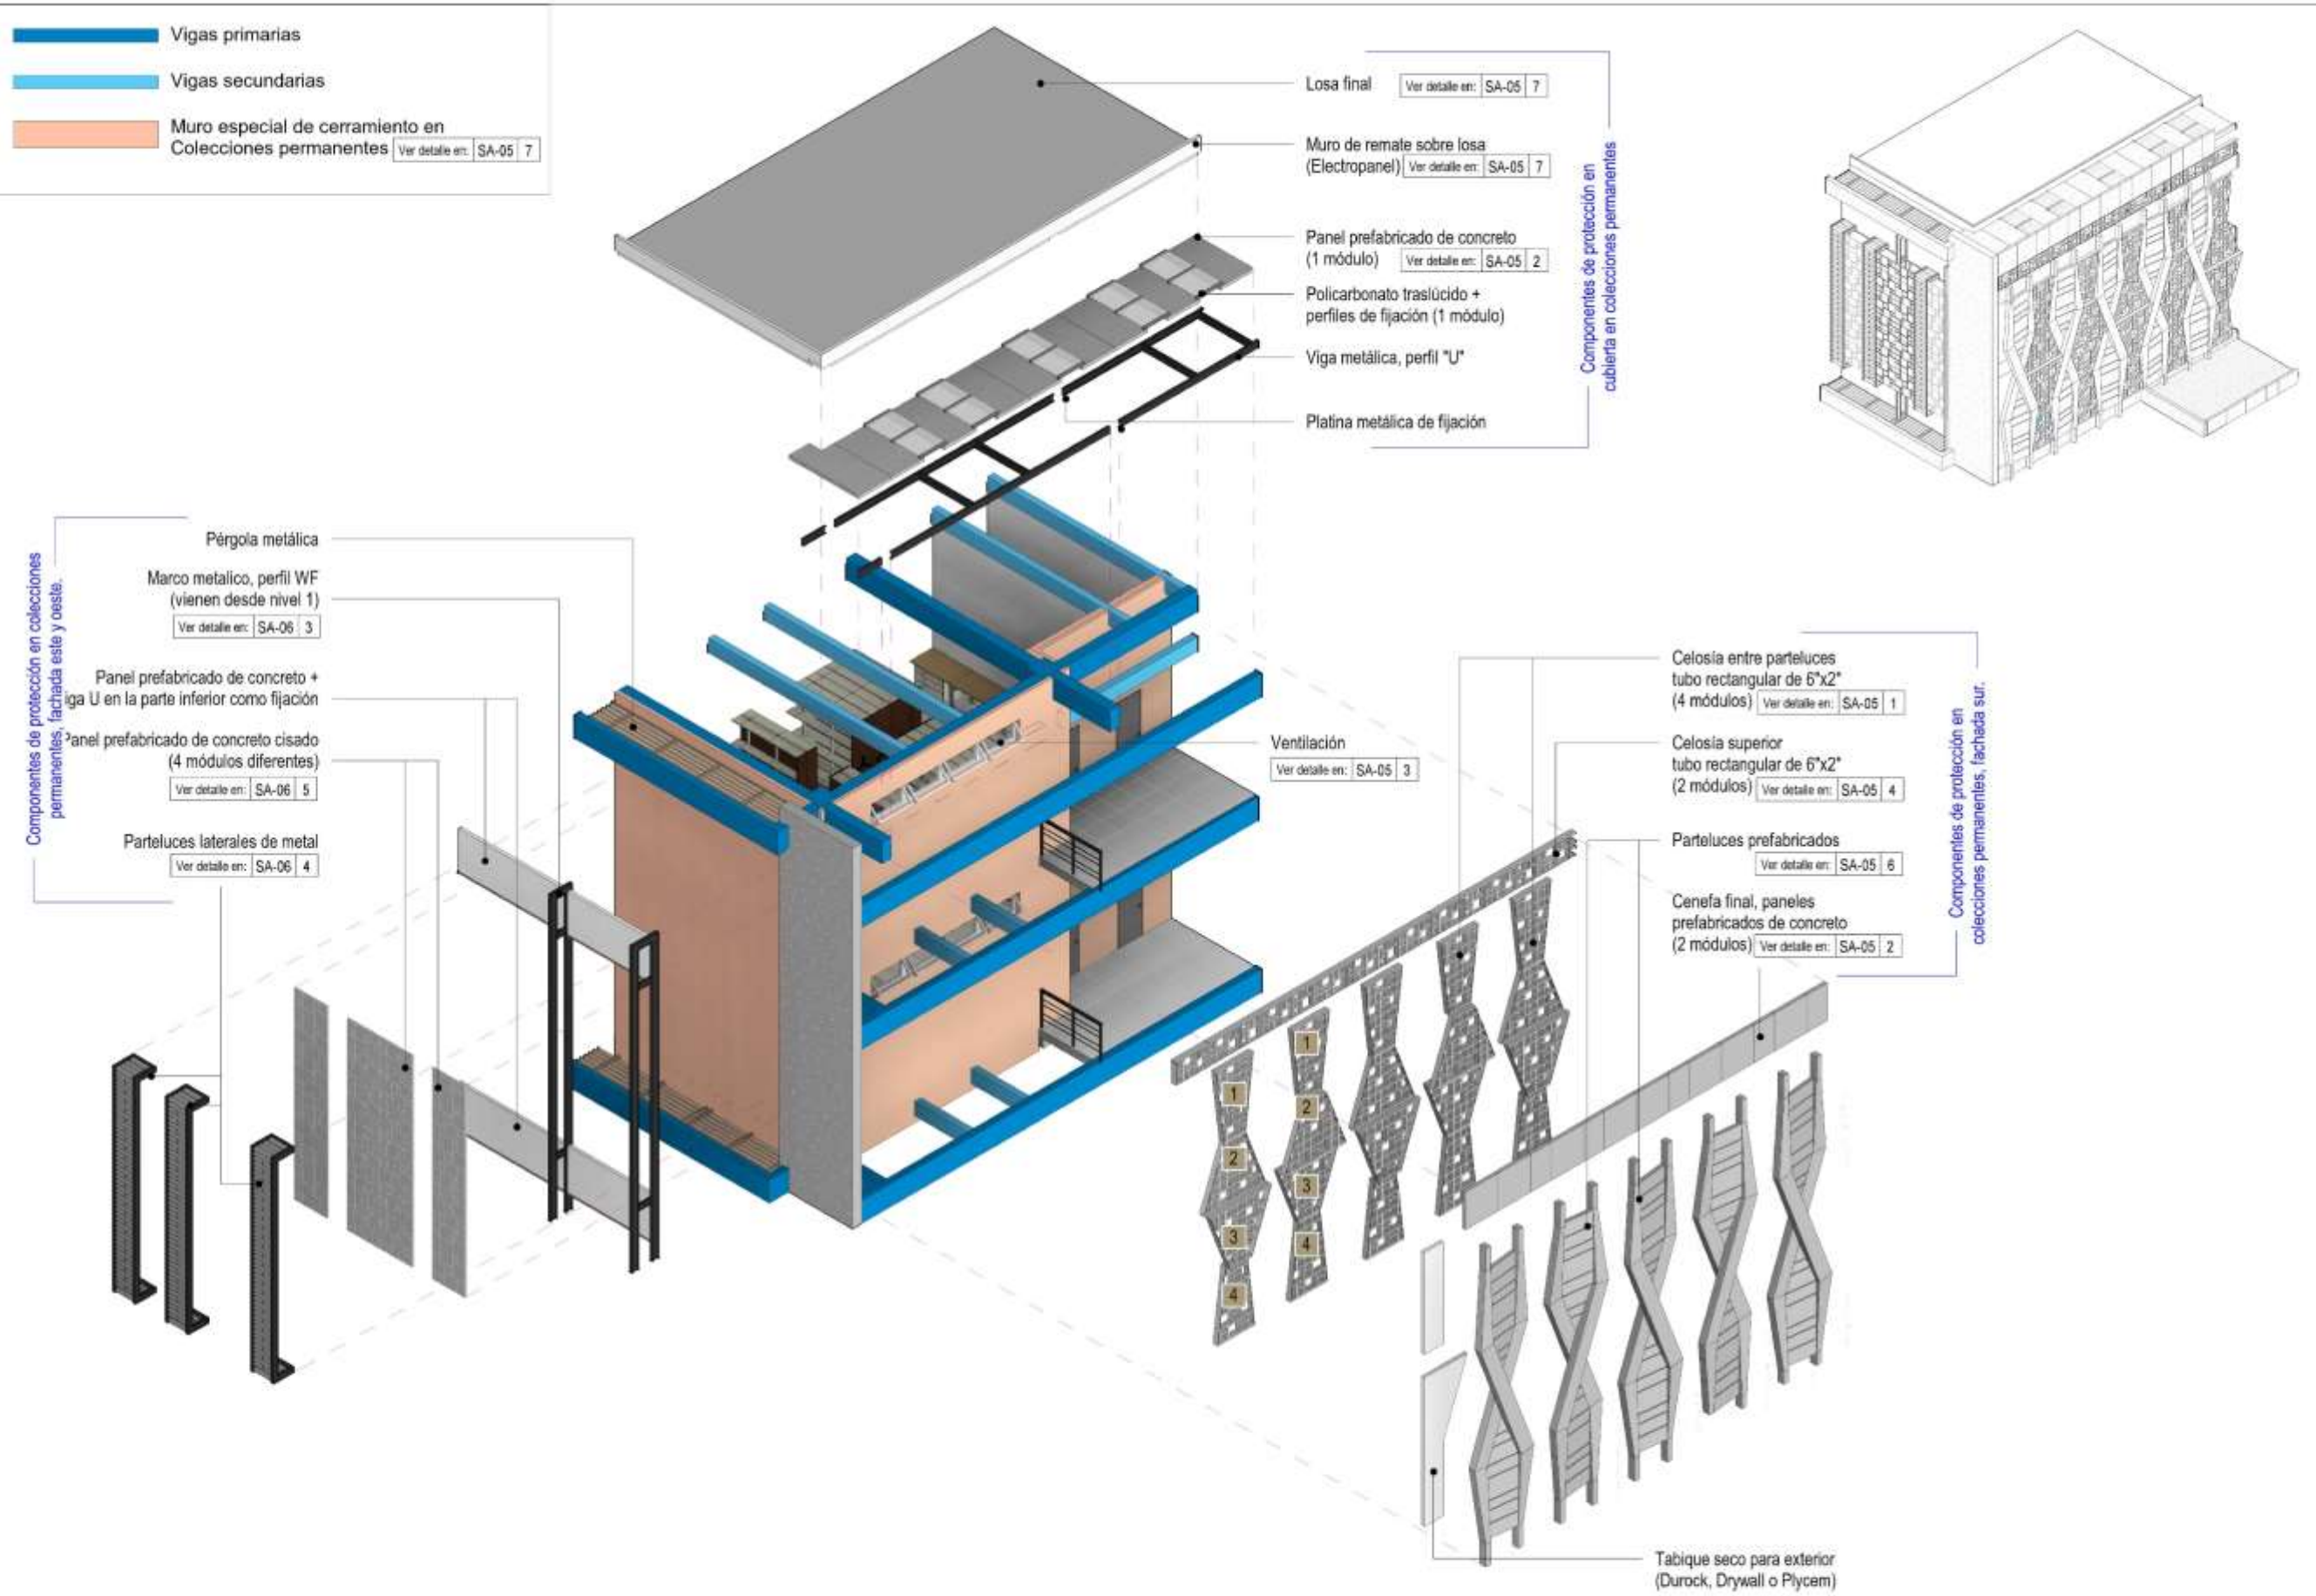 Vigas primarias
Vigas secundarias
Muro especial de cerramiento en
Colecciones permanentes Ver detalle en: SA-05 7
Losa final Ver detalle en: SA-05 7
Muro de remate sobre losa
(Electropanel) Ver detalle en: SA-05 7
Panel prefabricado de concreto
(1 módulo) Ver detalle en: SA-05 2
Policarbonato traslúcido +
perfiles de fijación (1 módulo)
Viga metálica, perfil "U"
Platina metálica de fijación
Componentes de protección en
cubierta en colecciones permanentes
Componentes de protección en colecciones
permanentes, fachada este y oeste.
Pérgola metálica
Marco metalico, perfil WF
(vienen desde nivel 1)
Ver detalle en: SA-06 3
Panel prefabricado de concreto +
iga U en la parte inferior como fijación
Panel prefabricado de concreto cisado
(4 módulos diferentes)
Ver detalle en: SA-06 5
Parteluces laterales de metal
Ver detalle en: SA-06 4
Ventilación
Ver detalle en: SA-05 3
Celosía entre parteluces
tubo rectangular de 6"x2"
(4 módulos) Ver detalle en: SA-05 1
Celosía superior
tubo rectangular de 6"x2"
(2 módulos) Ver detalle en: SA-05 4
Parteluces prefabricados
Ver detalle en: SA-05 6
Cenefa final, paneles
prefabricados de concreto
(2 módulos) Ver detalle en: SA-05 2
Componentes de protección en
colecciones permanentes, fachada sur.
1
2
3
4
1
2
3
4
Tabique seco para exterior
(Durock, Drywall o Plycem)